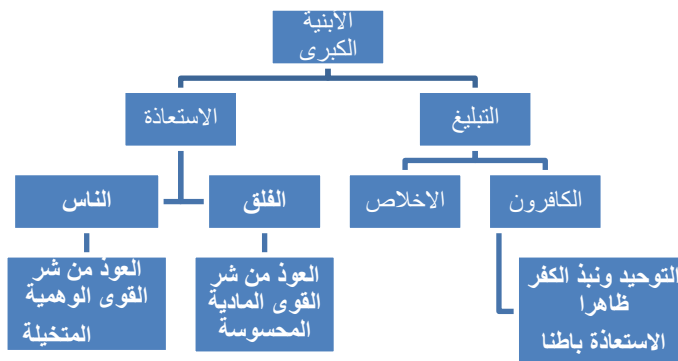 الابنية
الكبرى
التبليغ
الاستعاذة
الكافرون
الاخلاص
الفلق
الناس
التوحيد ونبذ الكفر
ظاهرا
الاستعاذة باطنا
العوذ من شر
القوى المادية
المحسوسة
العوذ من شر
القوى الوهمية
المتخيلة